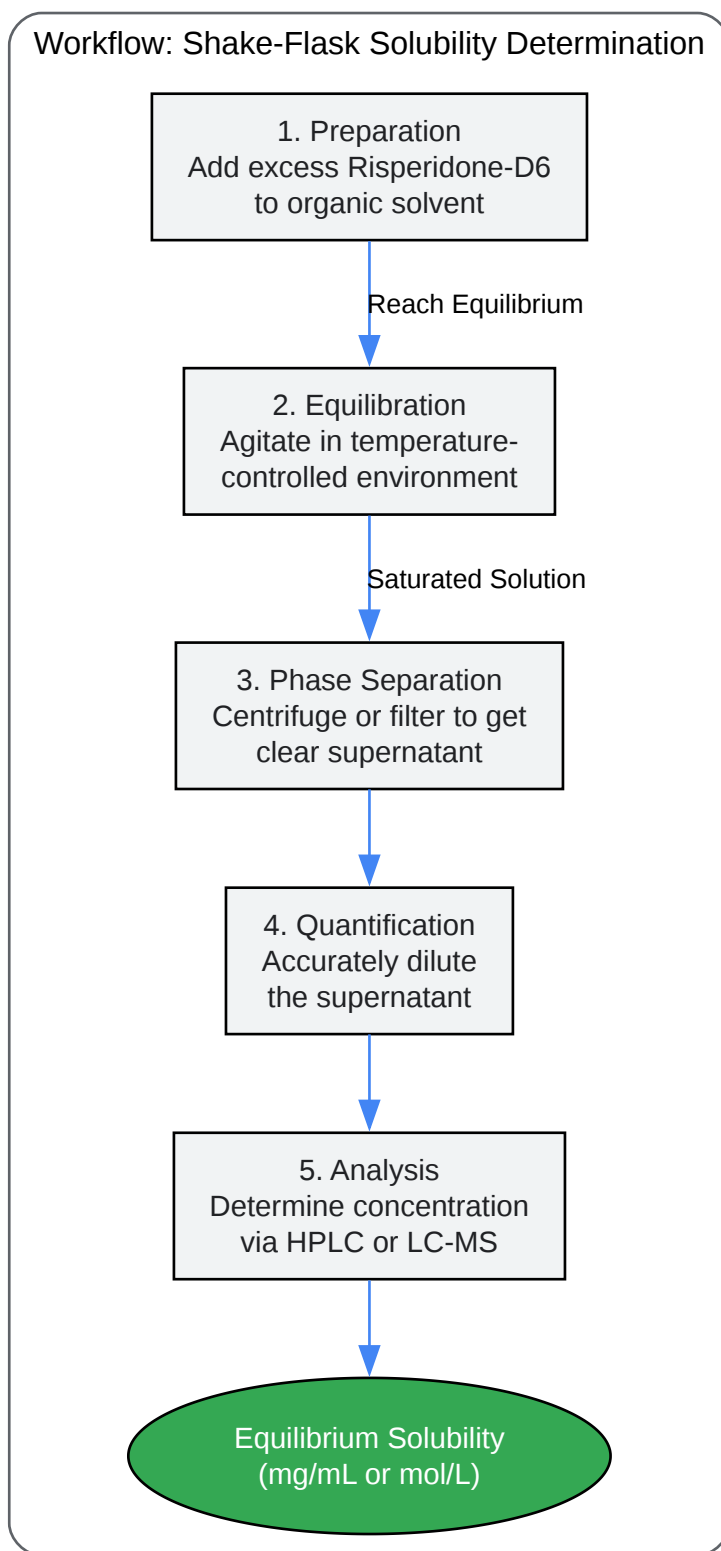 Workflow: Shake-Flask Solubility Determination
1. Preparation
Add excess Risperidone-D6
to organic solvent
Reach Equilibrium
2. Equilibration
Agitate in temperature-
controlled environment
Saturated Solution
3. Phase Separation
Centrifuge or filter to get
clear supernatant
4. Quantification
Accurately dilute
the supernatant
5. Analysis
Determine concentration
via HPLC or LC-MS
Equilibrium Solubility
(mg/mL or mol/L)